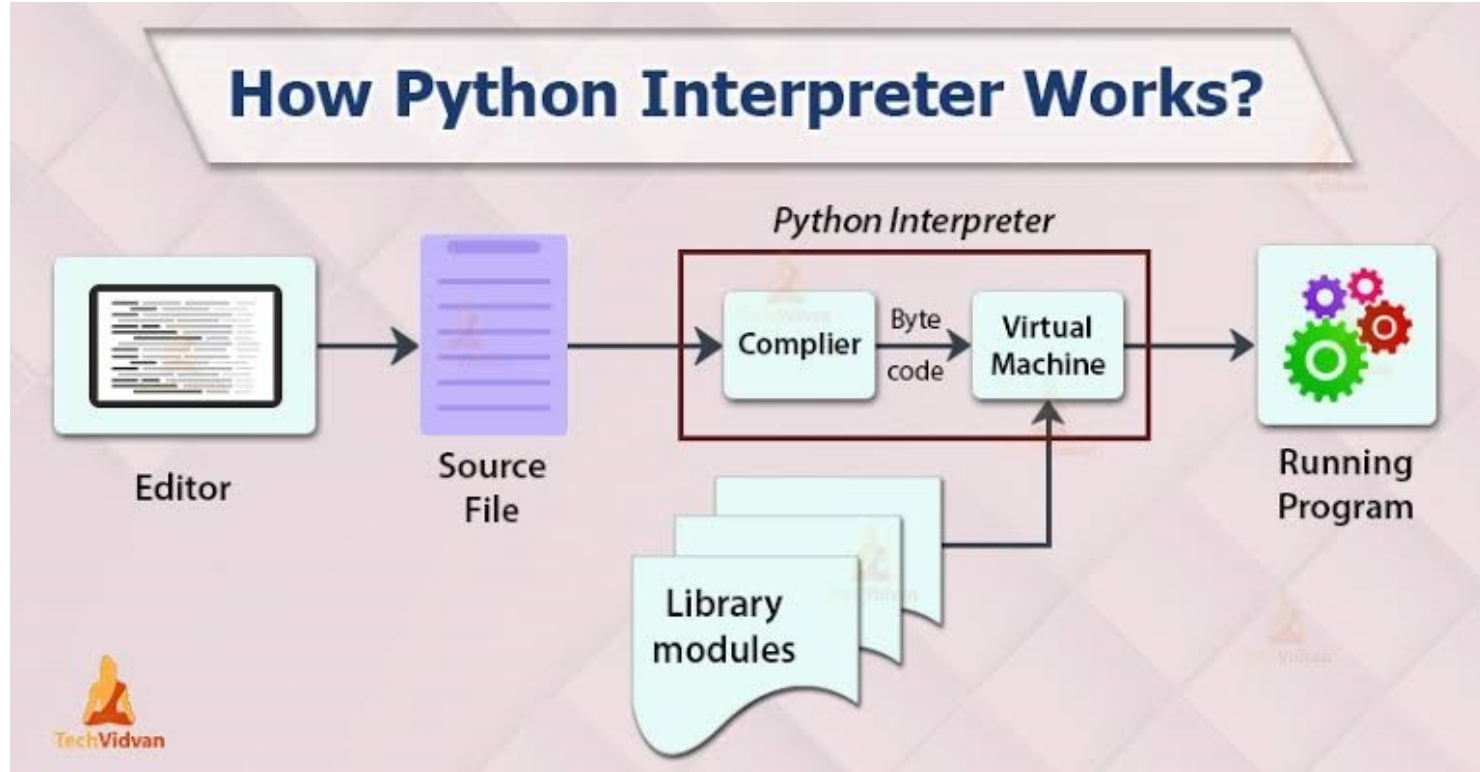 How Python Interpreter Works?
Python Interpreter
Complier
Byte
code
Virtual
Machine
Editor
Source
File
Running
Program
Library
modules
TechVidvan